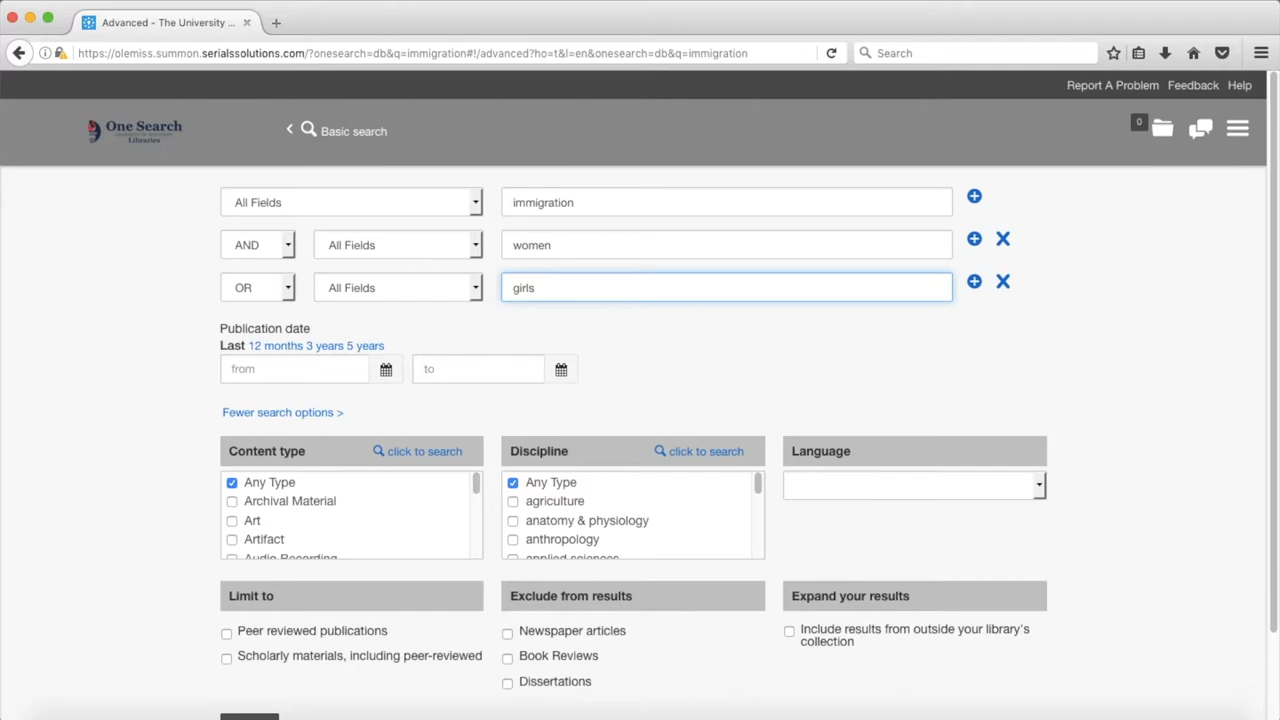 Advanced - The University ...
https://olemiss.summon.serialssolutions.com/?onesearch=db&q=immigration#!/advanced?ho=t&l=en&onesearch=db&q=immigration
Search
Report A Problem Feedback Help
One Search
Libraries
Basic search
0
All Fields immigration
AND All Fields women
OR All Fields girls
Publication date
Last 12 months 3 years 5 years
from to
Fewer search options >
Content type click to search Discipline click to search Language
Any Type Any Type
Archival Material agriculture
Art anatomy & physiology
Artifact anthropology
Audio Recording applied sciences
Limit to Exclude from results Expand your results
Peer reviewed publications Newspaper articles Include results from outside your library's
collection
Scholarly materials, including peer-reviewed Book Reviews
Dissertations